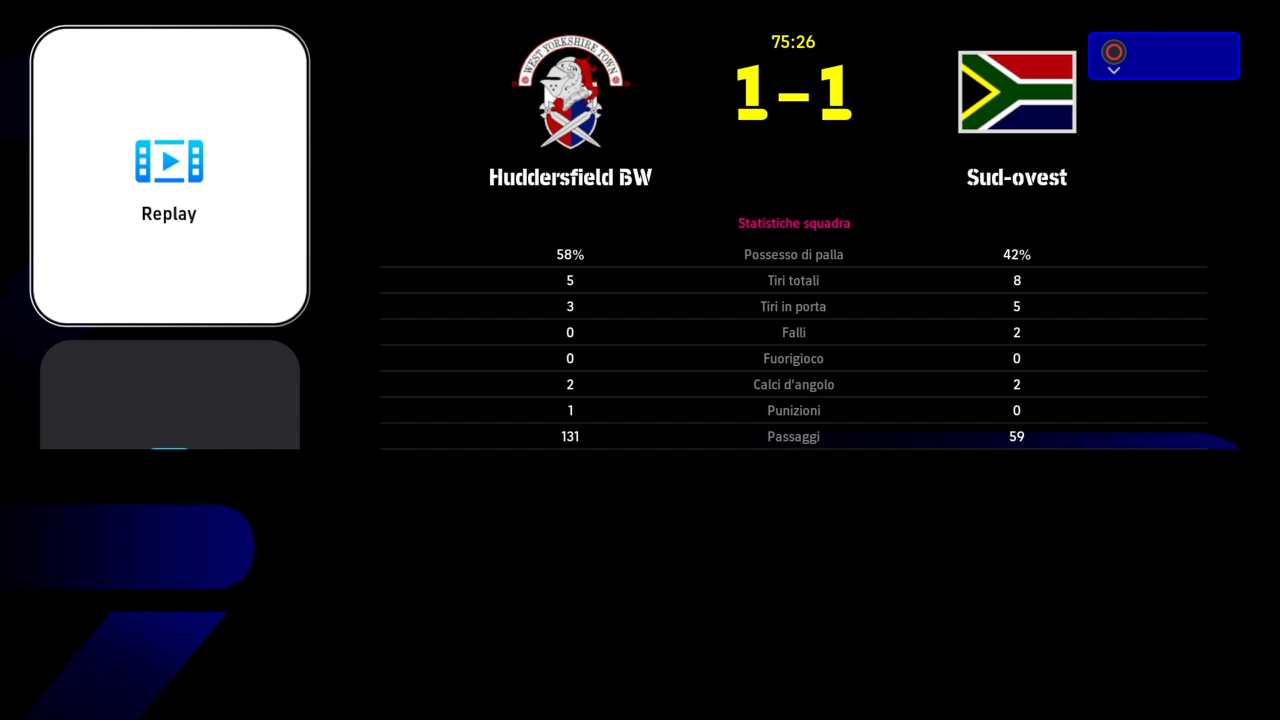 Replay
WEST YORKSHIRE TOWN
75:26
1-1
Huddersfield BW
Sud-ovest
Statistiche squadra
58% Possesso di palla 42%
5 Tiri totali 8
3 Tiri in porta 5
0 Falli 2
0 Fuorigioco 0
2 Calci d'angolo 2
1 Punizioni 0
131 Passaggi 59